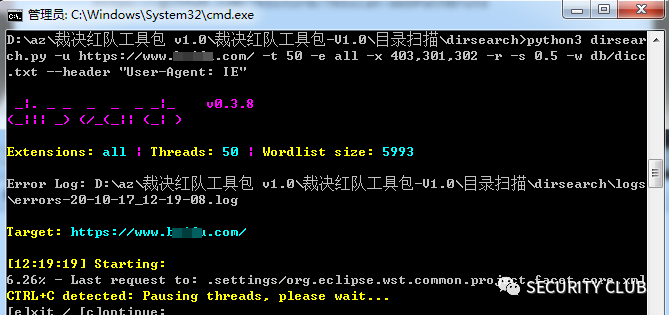 管理员: C:\Windows\System32\cmd.exe
D:\az\裁决红队工具包 v1.0\裁决红队工具包-V1.0\目录扫描\dirsearch>python3 dirsear
ch.py -u https://www. .com/ -t 50 -e all -x 403,301,302 -r -s 0.5 -w db/dicc
.txt --header "User-Agent: IE"
_|. _ _  _  _  _ _|_    v0.3.8
(_||| _) (/_(_|| (_| )
Extensions: all | Threads: 50 | Wordlist size: 5993
Error Log: D:\az\裁决红队工具包 v1.0\裁决红队工具包-V1.0\目录扫描\dirsearch\logs
\errors-20-10-17_12-19-08.log
Target: https://www. .com/
[12:19:19] Starting:
6.26% - Last request to: .settings/org.eclipse.wst.common.project.facet.core.xml
CTRL+C detected: Pausing threads, please wait...
[e]xit / [c]ontinue:
SECURITY CLUB